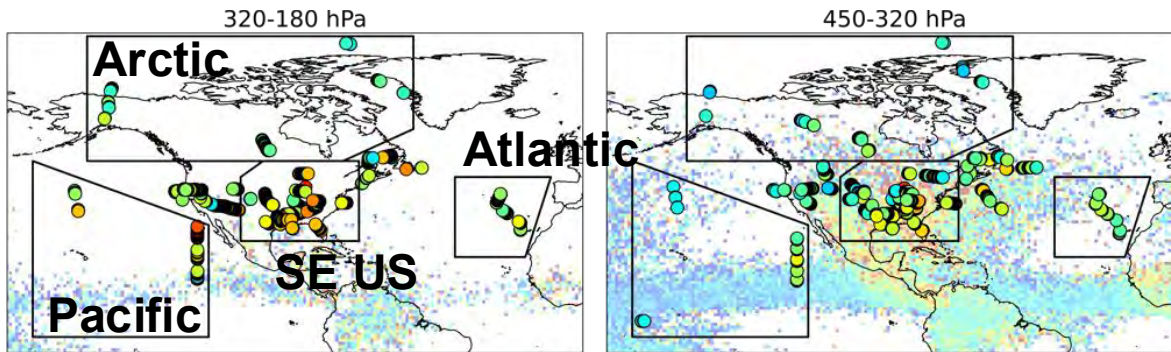 320-180 hPa
450-320 hPa
Arctic
Atlantic
SE US
Pacific